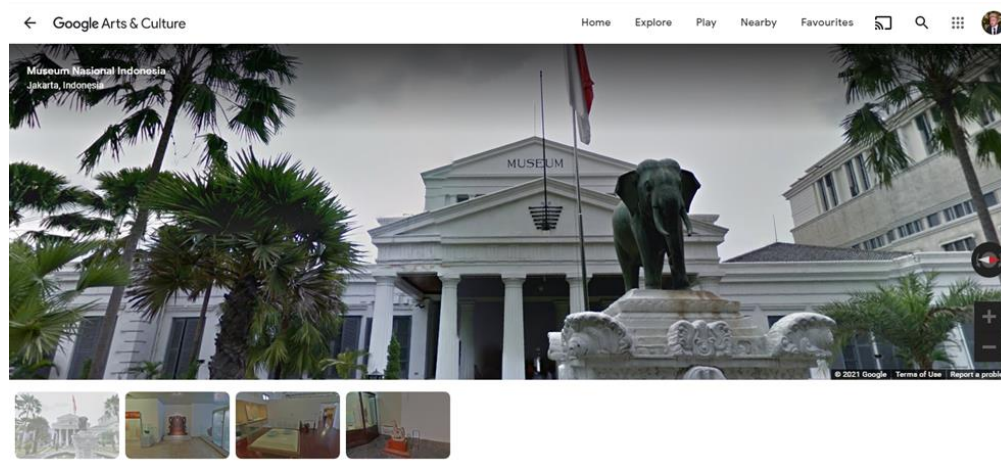 Google Arts & Culture
Home Explore Play Nearby Favourites
Museum Nasional Indonesia
Jakarta, Indonesia
MUSEUM
© 2021 Google Terms of Use Report a proble